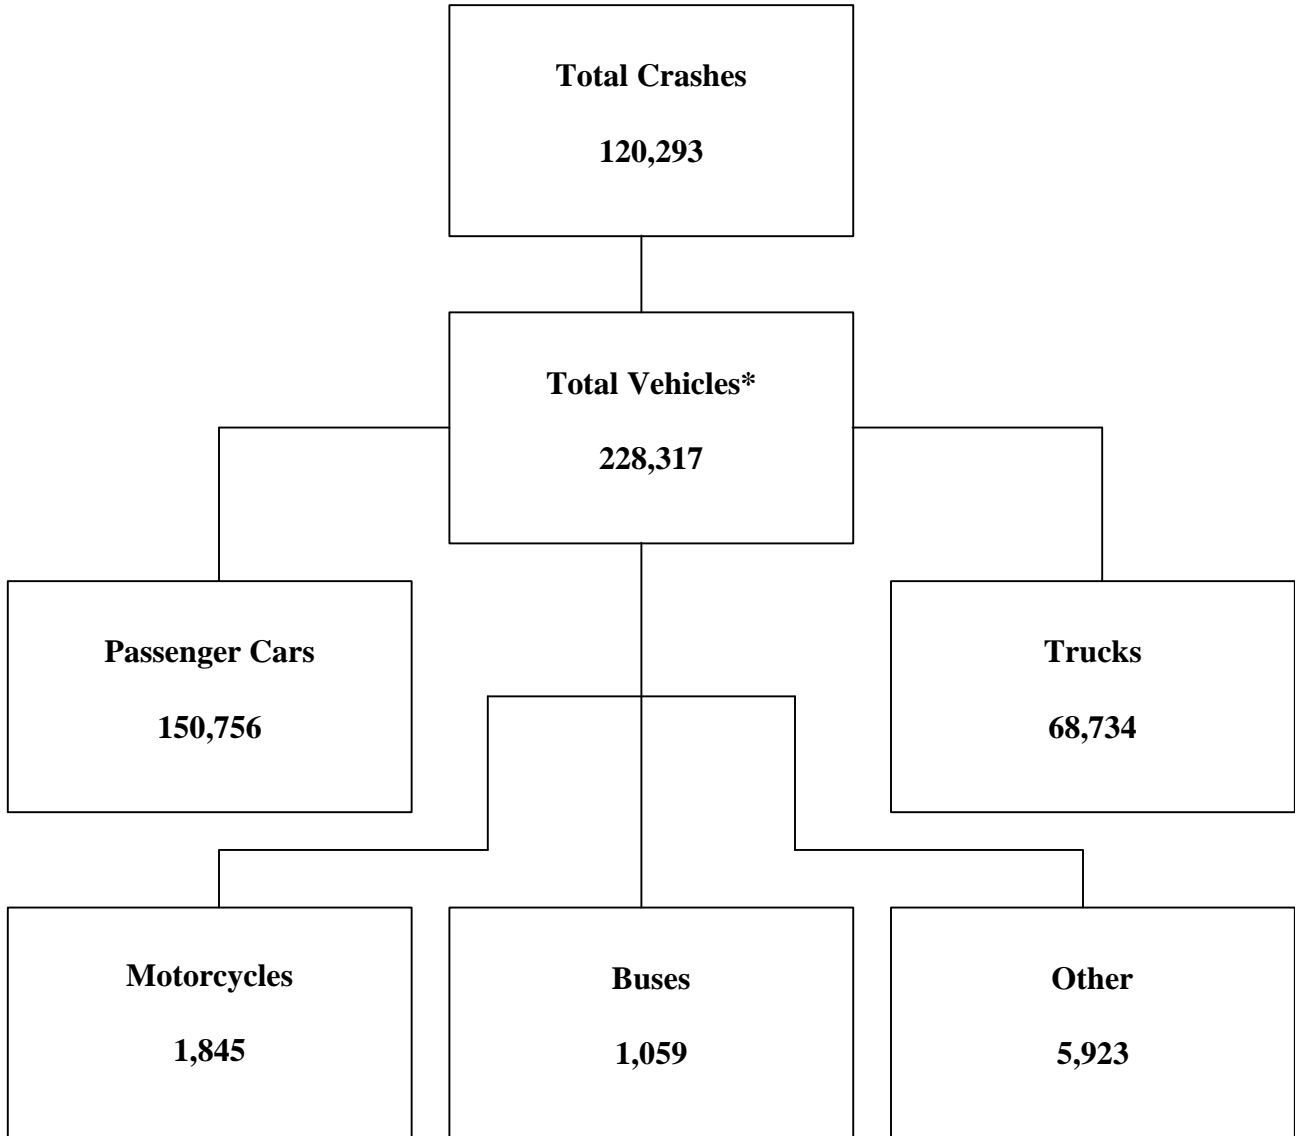 Total Crashes
120,293
Total Vehicles*
228,317
Passenger Cars
150,756
Trucks
68,734
Motorcycles
1,845
Buses
1,059
Other
5,923